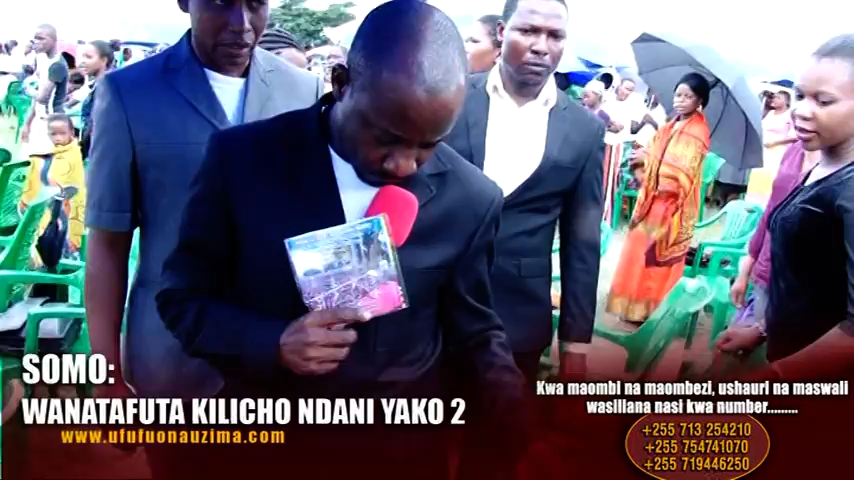 SOMO:
WANATAFUTA KILICHO NDANI YAKO 2
www.ufufuonauzima.com
Kwa maombi na maombezi, ushauri na maswali
wasiliana nasi kwa number.........
+255 713 254210
+255 754741070
+255 719446250